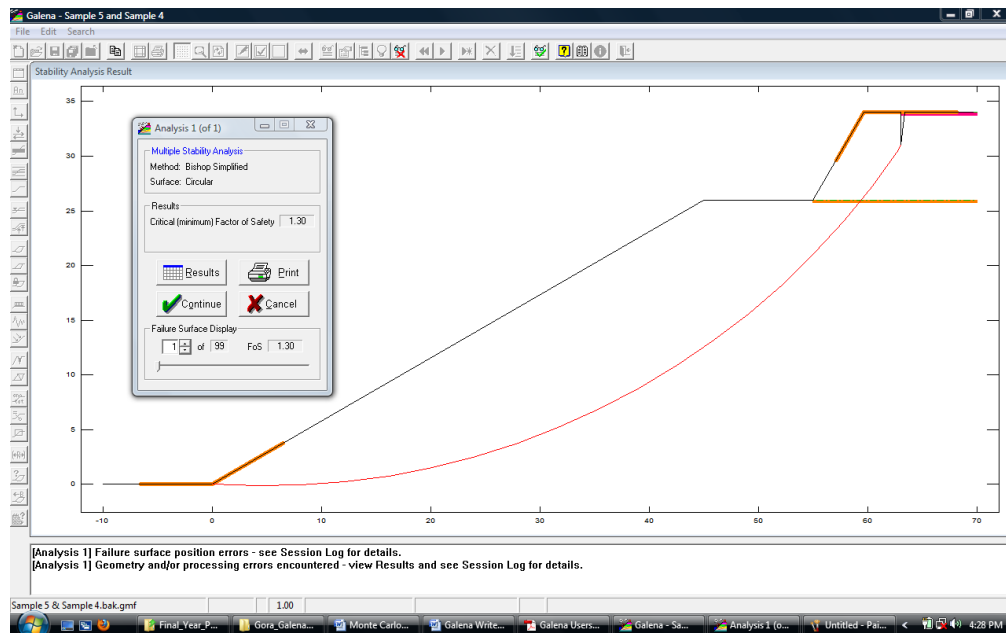 Galena - Sample 5 and Sample 4
File Edit Search
Stability Analysis Result
35
30
25
20
15
10
5
0
-10 0 10 20 30 40 50 60 70
Analysis 1 (of 1)
Multiple Stability Analysis
Method: Bishop Simplified
Surface: Circular
Results
Critical (minimum) Factor of Safety 1.30
Results Print
Continue Cancel
Failure Surface Display
1 of 99 FoS 1.30
[Analysis 1] Failure surface position errors - see Session Log for details.
[Analysis 1] Geometry and/or processing errors encountered - view Results and see Session Log for details.
Sample 5 & Sample 4.bak.gmf 1.00
Final_Year_P... Gora_Galena... Monte Carlo... Galena Write... Galena Users... Galena - Sa... Analysis 1 (o... Untitled - Pai... < 4:28 PM